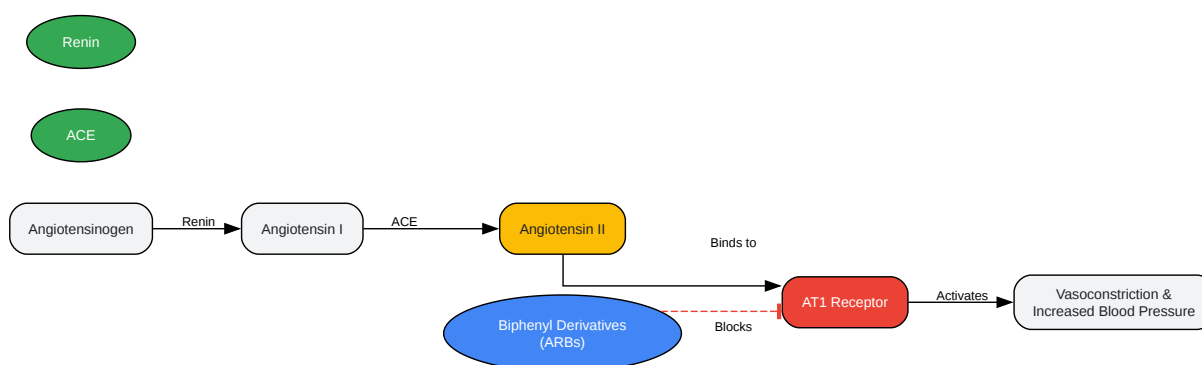 Renin
ACE
Angiotensinogen
Renin
Angiotensin I
ACE
Angiotensin II
Binds to
AT1 Receptor
Activates
Vasoconstriction &
Increased Blood Pressure
Biphenyl Derivatives
(ARBs)
Blocks